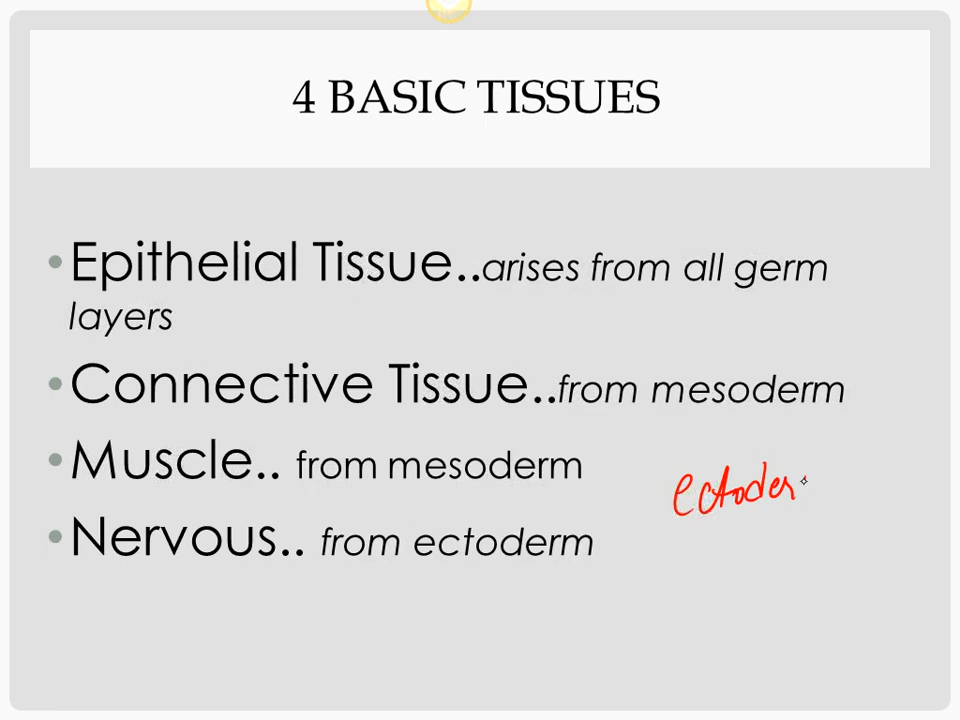 4 BASIC TISSUES
•Epithelial Tissue..arises from all germ
layers
•Connective Tissue..from mesoderm
•Muscle.. from mesoderm
ectoder
•Nervous.. from ectoderm